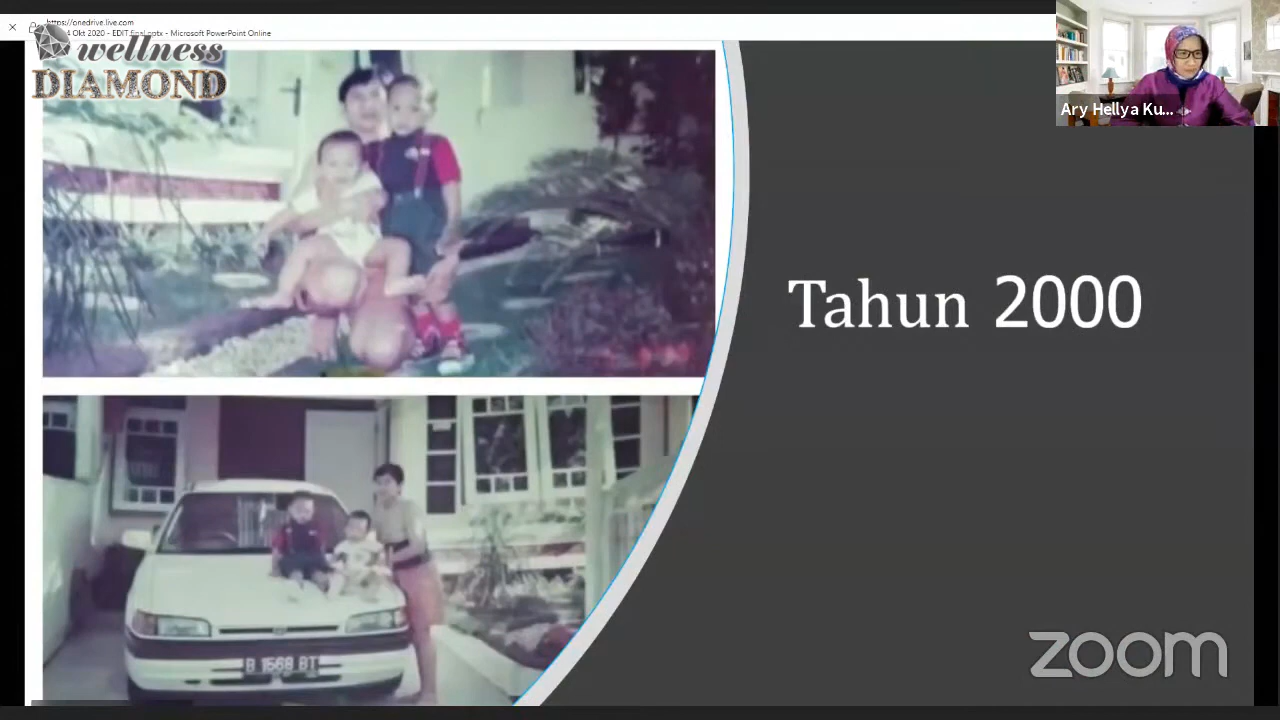 https://onedrive.live.com
4 Okt 2020 - EDIT final.pptx - Microsoft PowerPoint Online
wellness
DIAMOND
Ary Hellya Ku...
Tahun 2000
B 1568 BT
zoom